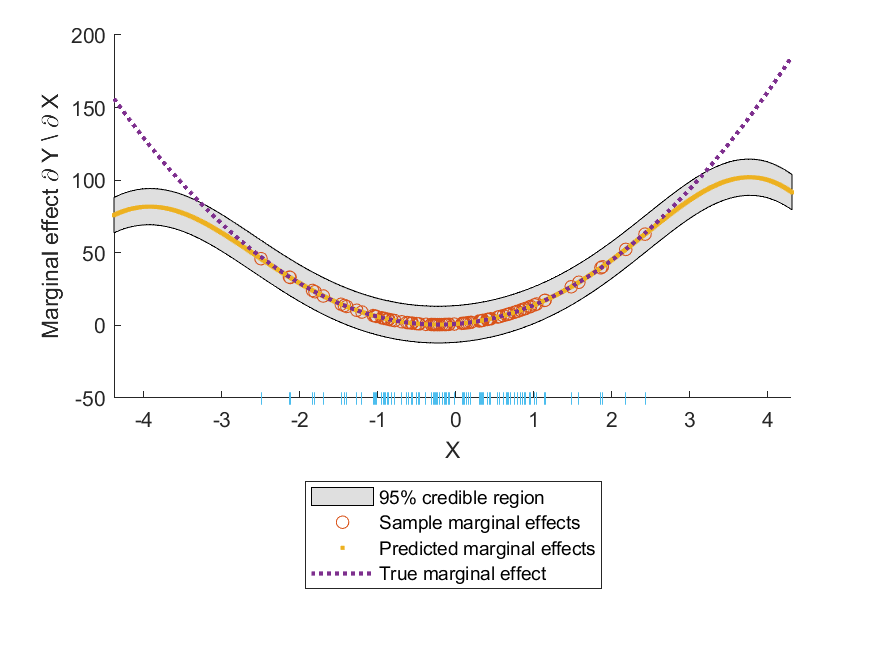 200
150
100
50
0
-50
Marginal effect ∂ Y \ ∂ X
-4 -3 -2 -1 0 1 2 3 4
X
95% credible region
Sample marginal effects
Predicted marginal effects
True marginal effect